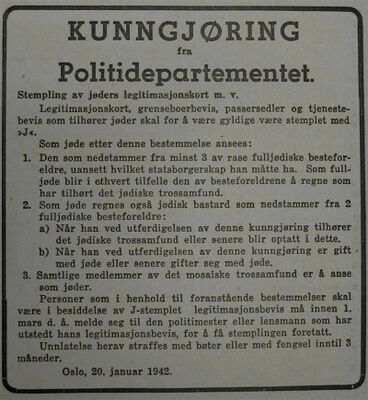 KUNNGJØRING
fra
Politidepartementet.
Stempling av jøders legitimasjonskort m. v.
Legitimasjonskort, grenseboerbevis, passersedler og tjeneste-
bevis som tilhører jøder skal for å være gyldige være stemplet med
»J«.
Som jøde etter denne bestemmelse ansees:
1. Den som nedstammer fra minst 3 av rase fulljødiske bestefor-
eldre, uansett hvilket statsborgerskap han måtte ha. Som full-
jøde blir i ethvert tilfelle den av besteforeldrene å regne som
har tilhørt det jødiske trossamfund.
2. Som jøde regnes også jødisk bastard som nedstammer fra 2
fulljødiske besteforeldre:
a) Når han ved utferdigelsen av denne kunngjøring tilhører
det jødiske trossamfund eller senere blir optatt i dette.
b) Når han ved utferdigelsen av denne kunngjøring er gift
med jøde eller senere gifter seg med jøde.
3. Samtlige medlemmer av det mosaiske trossamfund er å anse
som jøder.
Personer som i henhold til foranstående bestemmelser skal
være i besiddelse av J-stemplet legitimasjonsbevis må innen 1.
mars d. å. melde seg til den politimester eller lensmann som har
utstedt hans legitimasjonsbevis, for å få stemplingen foretatt.
Unnlatelse herav straffes med bøter eller med fengsel inntil 3
måneder.
Oslo, 20. januar 1942.